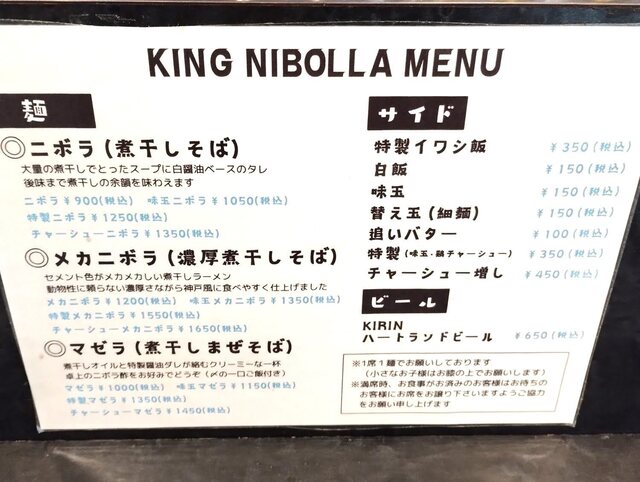 KING NIBOLLA MENU
麺
◎ニボラ(煮干しそば)
大量の煮干しでとったスープに白醤油ベースのタレ
後味まで煮干しの余韻を味わえます
ニボラ¥900(税込) 味玉ニボラ¥1050(税込)
特製ニボラ¥1250(税込)
チャーシューニボラ¥1350(税込)
◎メカニボラ(濃厚煮干しそば)
セメント色がメカメカしい煮干しラーメン
動物性に頼らない濃厚さながら神戸風に食べやすく仕上げました
メカニボラ¥1200(税込) 味玉メカニボラ¥1350(税込)
特製メカニボラ¥1550(税込)
チャーシューメカニボラ¥1650(税込)
◎マゼラ(煮干しまぜそば)
煮干しオイルと特製醤油ダレが絡むクリーミーな一杯
卓上のニボラ酢をお好みでどうぞ(〆の一口ご飯付き)
マゼラ¥1000(税込) 味玉マゼラ¥1150(税込)
特製マゼラ¥1350(税込)
チャーシューマゼラ¥1450(税込)
サイド
特製イワシ飯 ¥350(税込)
白飯 ¥150(税込)
味玉 ¥150(税込)
替え玉(細麺) ¥150(税込)
追いバター ¥100(税込)
特製(味玉・鶏チャーシュー) ¥350(税込)
チャーシュー増し ¥450(税込)
ビール
KIRIN
ハートランドビール ¥650(税込)
※1席1麺でお願いしております
(小さなお子様はお膝の上でお願いします)
※満席時、お食事がお済みのお客様はお待ちの
お客様にお席をお譲り下さいますようご協力
をお願い申し上げます